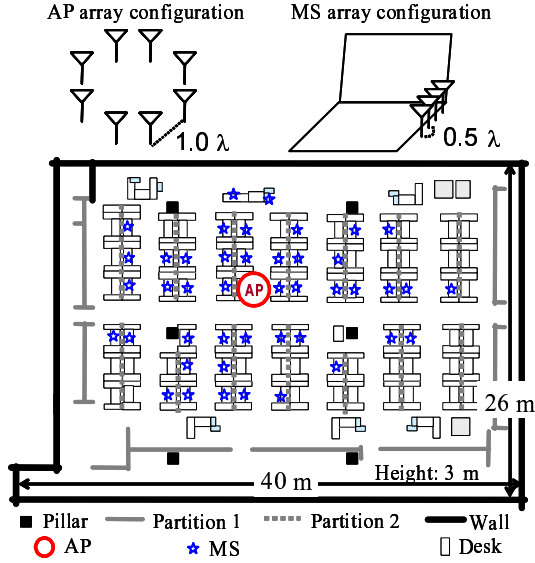 AP array configuration MS array configuration
1.0 λ
0.5 λ
AP
26 m
40 m
Height: 3 m
Pillar Partition 1 Partition 2 Wall
AP MS Desk